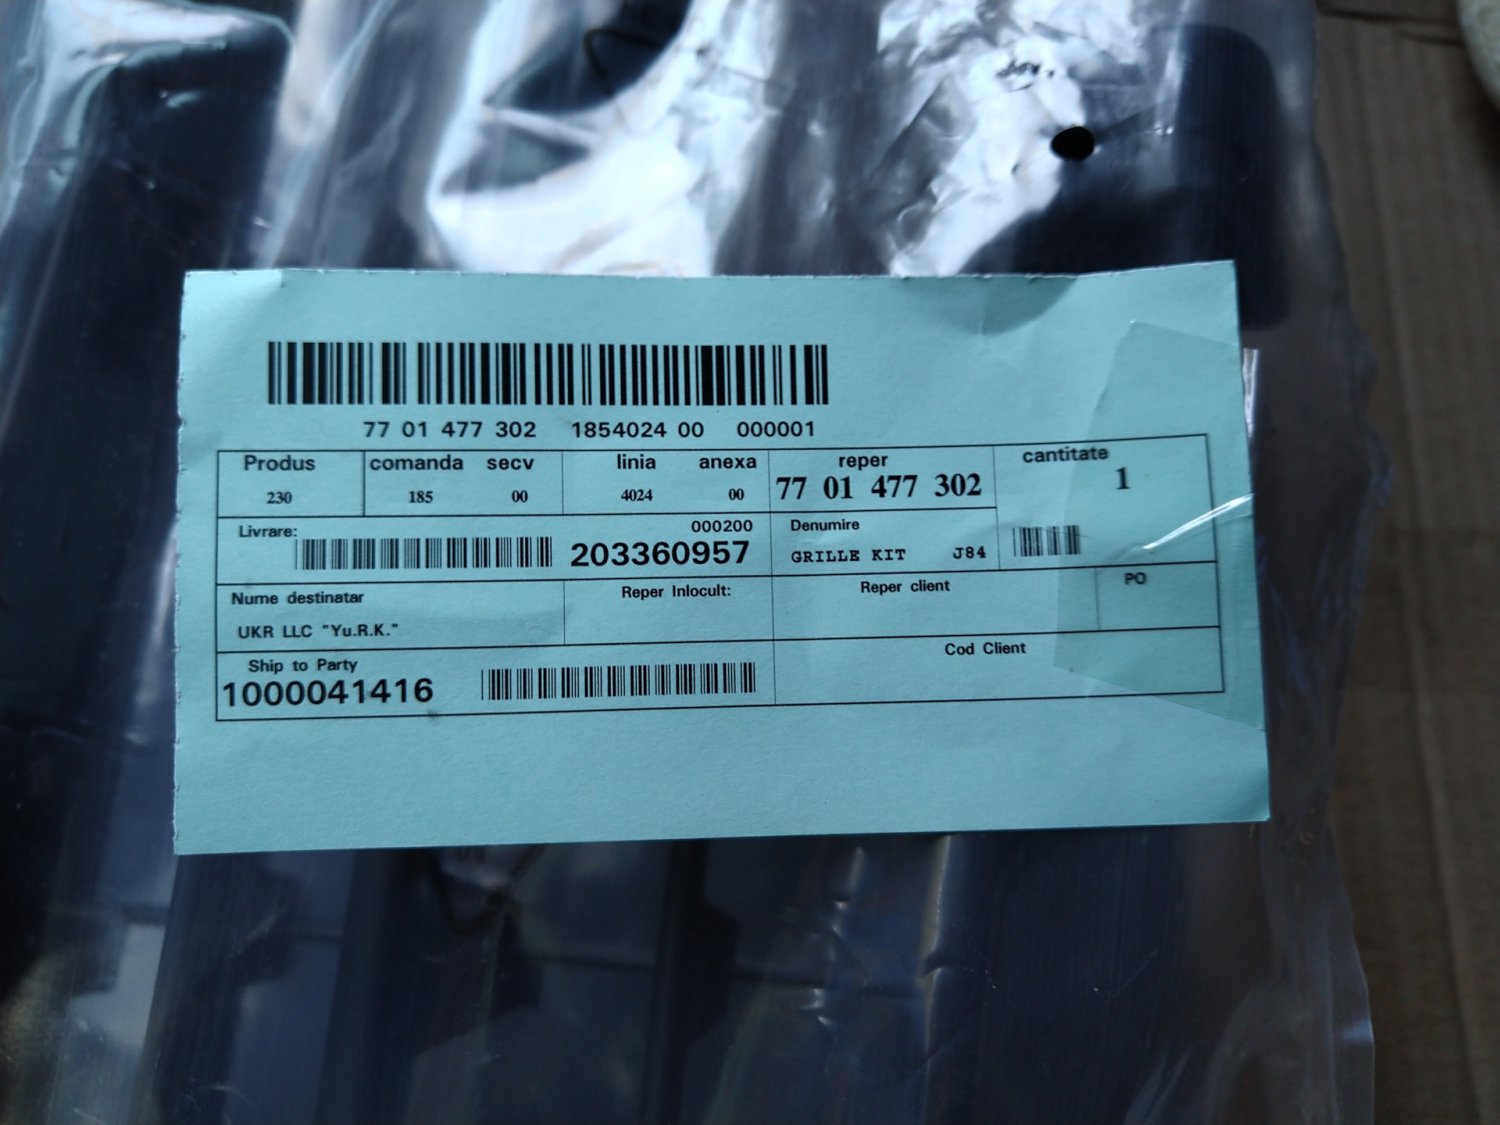 77 01 477 302 1854024 00 000001
Produs comanda secv linia anexa reper cantitate
230 185 00 4024 00 77 01 477 302 1
Livrare: 000200 Denumire
203360957 GRILLE KIT J84
Nume destinatar Reper Inlocult: Reper client PO
UKR LLC "Yu.R.K."
Ship to Party Cod Client
1000041416